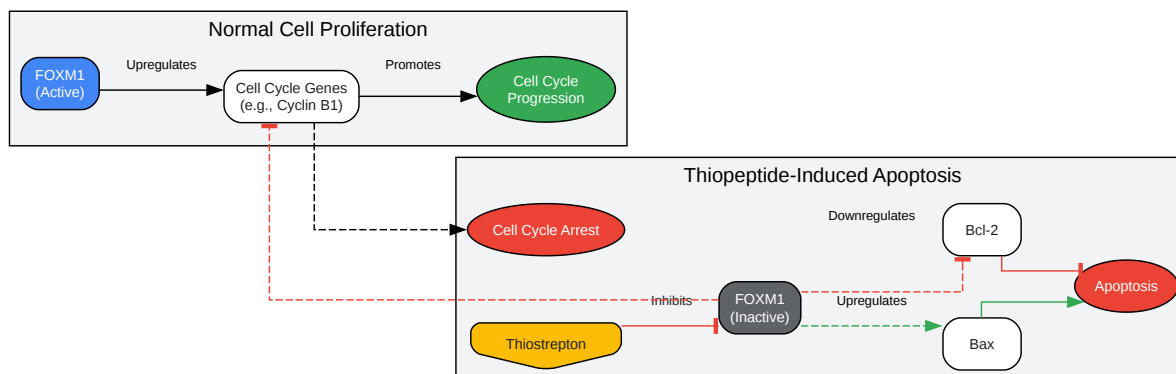 Normal Cell Proliferation
FOXM1
(Active)
Upregulates
Cell Cycle Genes
(e.g., Cyclin B1)
Promotes
Cell Cycle
Progression
Thiopeptide-Induced Apoptosis
Cell Cycle Arrest
Downregulates
Bcl-2
Inhibits
FOXM1
(Inactive)
Upregulates
Apoptosis
Thiostrepton
Bax